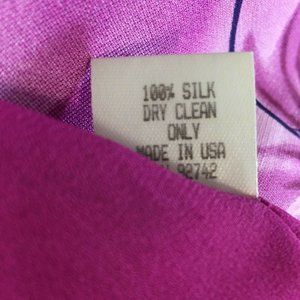 100% SILK
DRY CLEAN
ONLY
MADE IN USA
92742